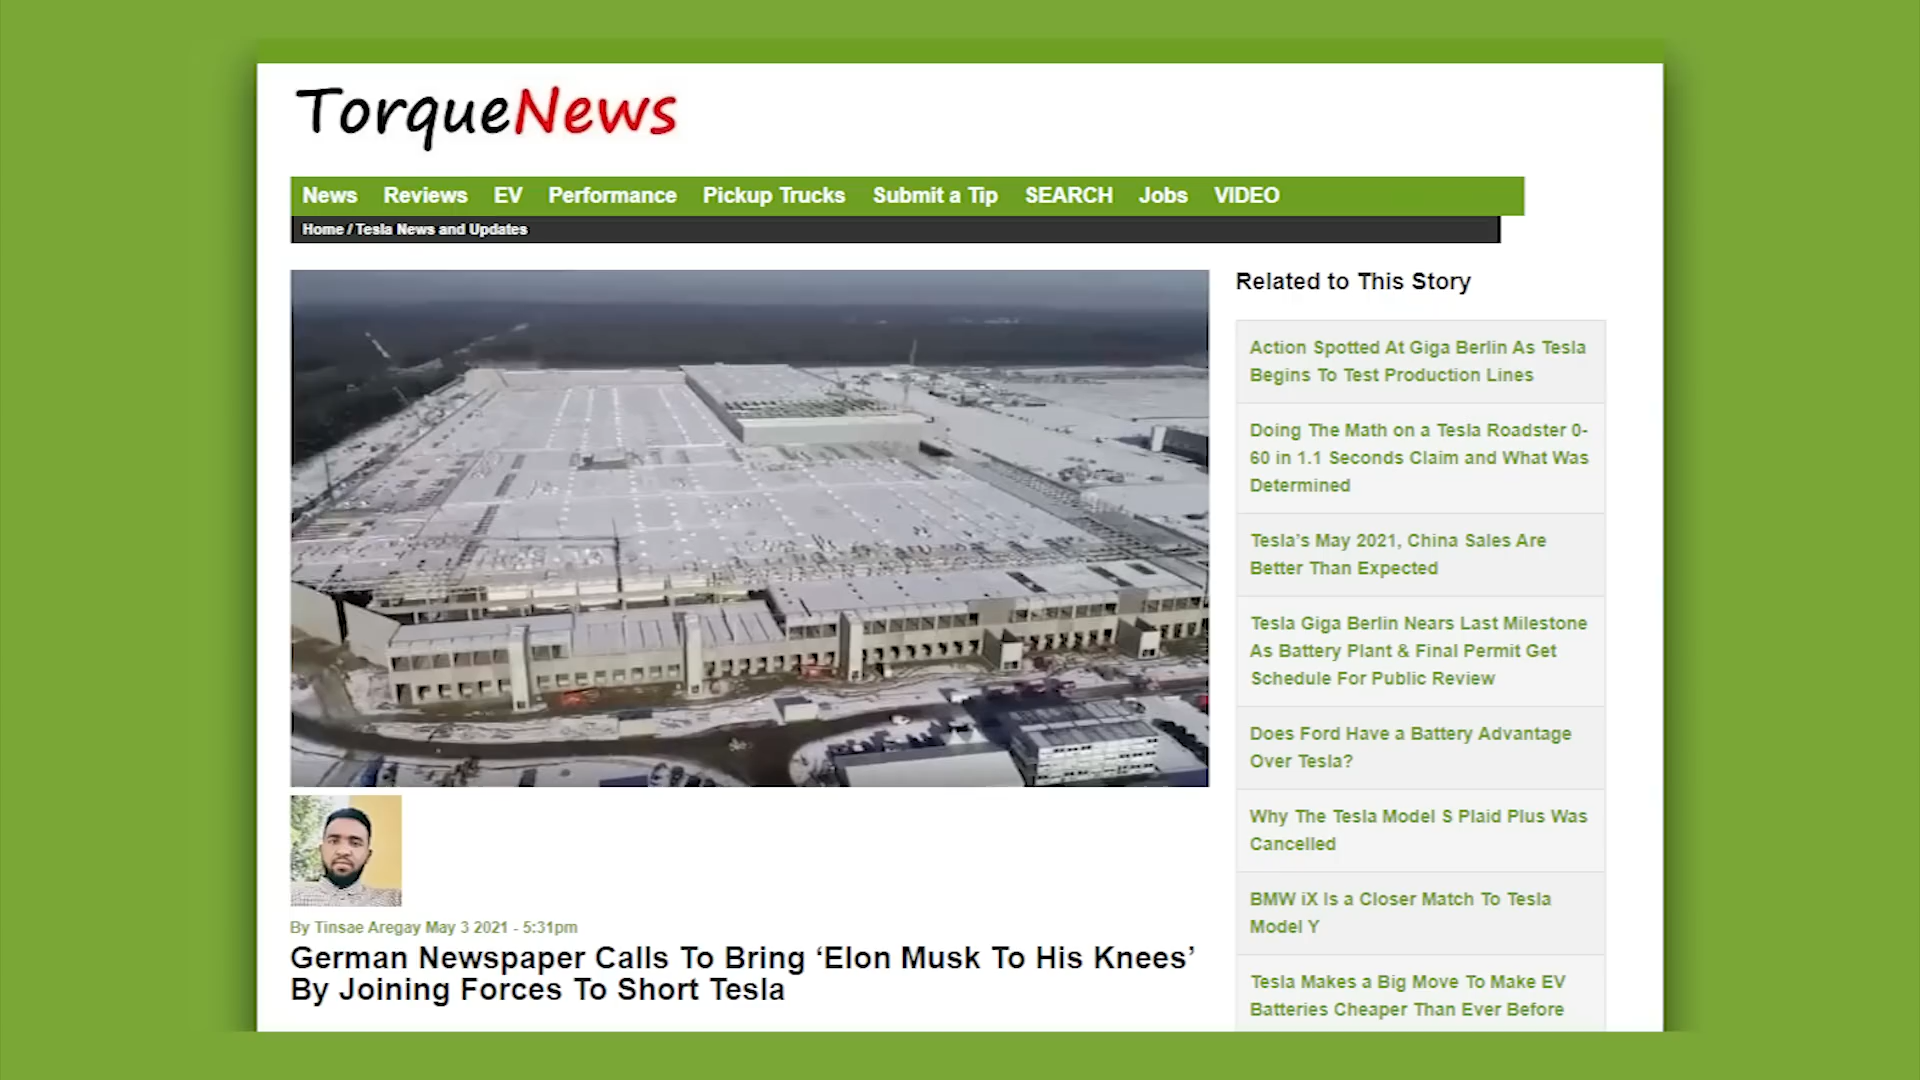 TorqueNews
News Reviews EV Performance Pickup Trucks Submit a Tip SEARCH Jobs VIDEO
Home / Tesla News and Updates
By Tinsae Aregay May 3 2021 - 5:31pm
German Newspaper Calls To Bring ‘Elon Musk To His Knees’
By Joining Forces To Short Tesla
Related to This Story
Action Spotted At Giga Berlin As Tesla
Begins To Test Production Lines
Doing The Math on a Tesla Roadster 0-
60 in 1.1 Seconds Claim and What Was
Determined
Tesla’s May 2021, China Sales Are
Better Than Expected
Tesla Giga Berlin Nears Last Milestone
As Battery Plant & Final Permit Get
Schedule For Public Review
Does Ford Have a Battery Advantage
Over Tesla?
Why The Tesla Model S Plaid Plus Was
Cancelled
BMW iX Is a Closer Match To Tesla
Model Y
Tesla Makes a Big Move To Make EV
Batteries Cheaper Than Ever Before